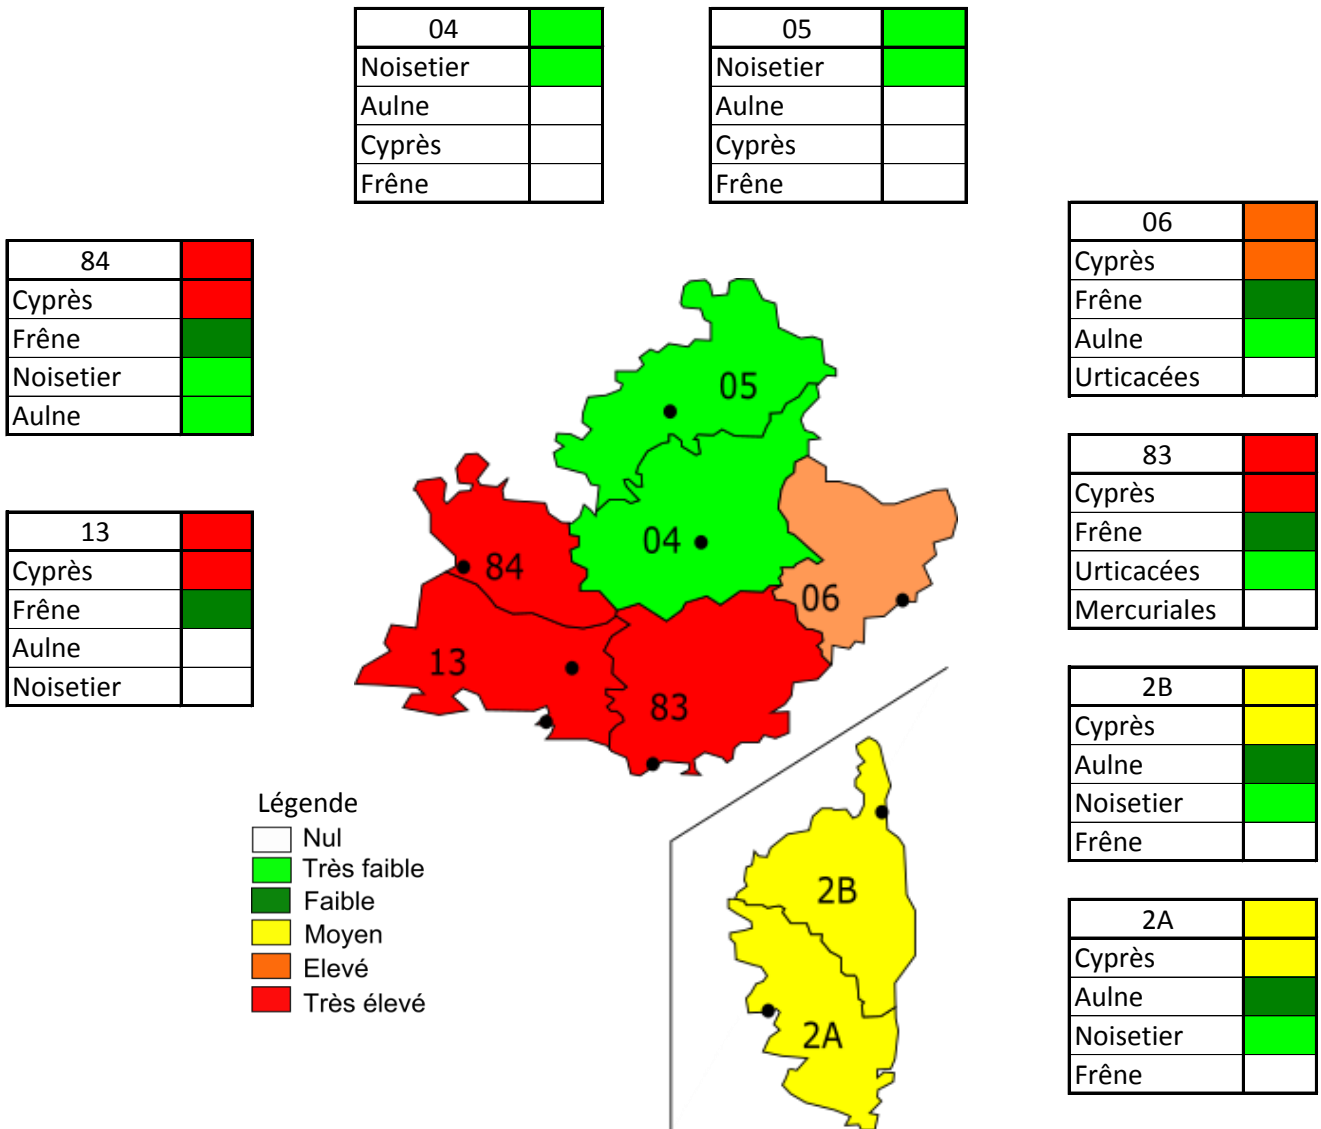 04
Noisetier
Aulne
Cyprès
Frêne
05
Noisetier
Aulne
Cyprès
Frêne
84
Cyprès
Frêne
Noisetier
Aulne
13
Cyprès
Frêne
Aulne
Noisetier
06
Cyprès
Frêne
Aulne
Urticacées
83
Cyprès
Frêne
Urticacées
Mercuriales
2B
Cyprès
Aulne
Noisetier
Frêne
2A
Cyprès
Aulne
Noisetier
Frêne
05
04
84
06
13
83
2B
2A
Légende
Nul
Très faible
Faible
Moyen
Elevé
Très élevé